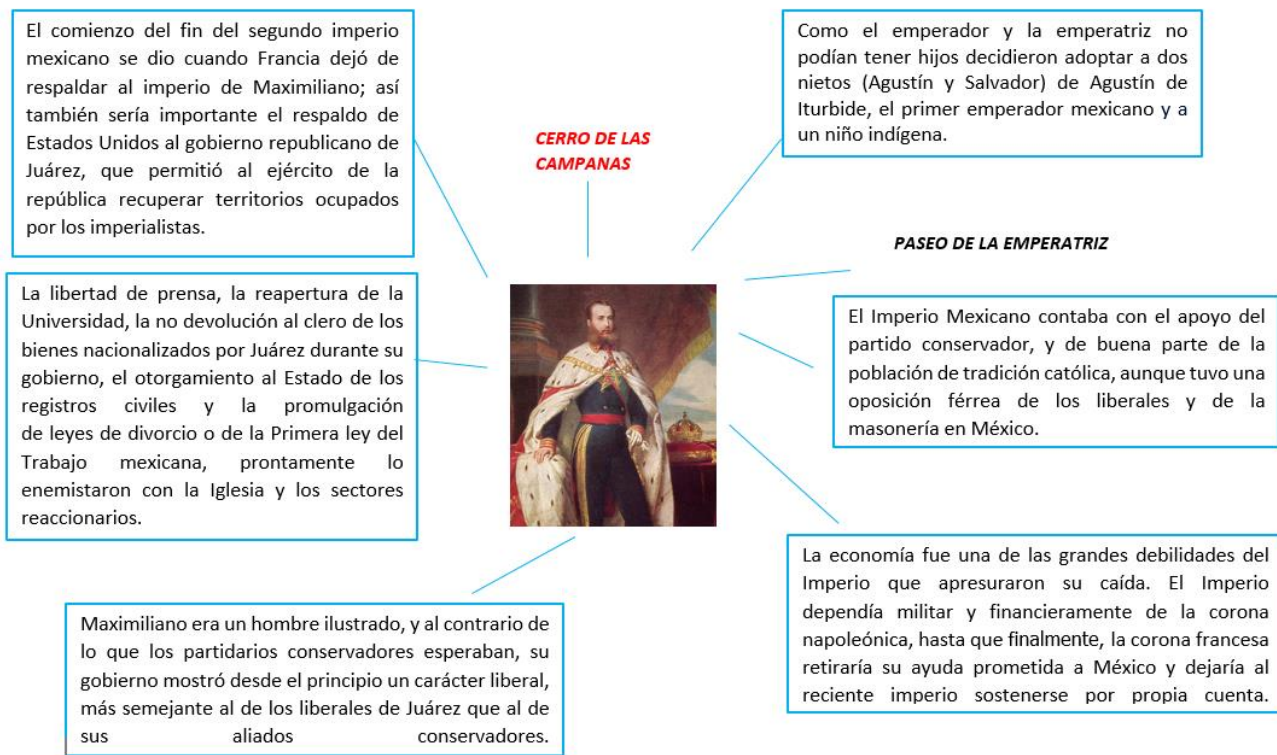 El comienzo del fin del segundo imperio
mexicano se dio cuando Francia dejó de
respaldar al imperio de Maximiliano; así
también sería importante el respaldo de
Estados Unidos al gobierno republicano de
Juárez, que permitió al ejército de la
república recuperar territorios ocupados
por los imperialistas.
CERRO DE LAS
CAMPANAS
Como el emperador y la emperatriz no
podían tener hijos decidieron adoptar a dos
nietos (Agustín y Salvador) de Agustín de
Iturbide, el primer emperador mexicano y a
un niño indígena.
PASEO DE LA EMPERATRIZ
La libertad de prensa, la reapertura de la
Universidad, la no devolución al clero de los
bienes nacionalizados por Juárez durante su
gobierno, el otorgamiento al Estado de los
registros civiles y la promulgación
de leyes de divorcio o de la Primera ley del
Trabajo mexicana, prontamente lo
enemistaron con la Iglesia y los sectores
reaccionarios.
El Imperio Mexicano contaba con el apoyo del
partido conservador, y de buena parte de la
población de tradición católica, aunque tuvo una
oposición férrea de los liberales y de la
masonería en México.
La economía fue una de las grandes debilidades del
Imperio que apresuraron su caída. El Imperio
dependía militar y financieramente de la corona
napoleónica, hasta que finalmente, la corona francesa
retiraría su ayuda prometida a México y dejaría al
reciente imperio sostenerse por propia cuenta.
Maximiliano era un hombre ilustrado, y al contrario de
lo que los partidarios conservadores esperaban, su
gobierno mostró desde el principio un carácter liberal,
más semejante al de los liberales de Juárez que al de
sus aliados conservadores.